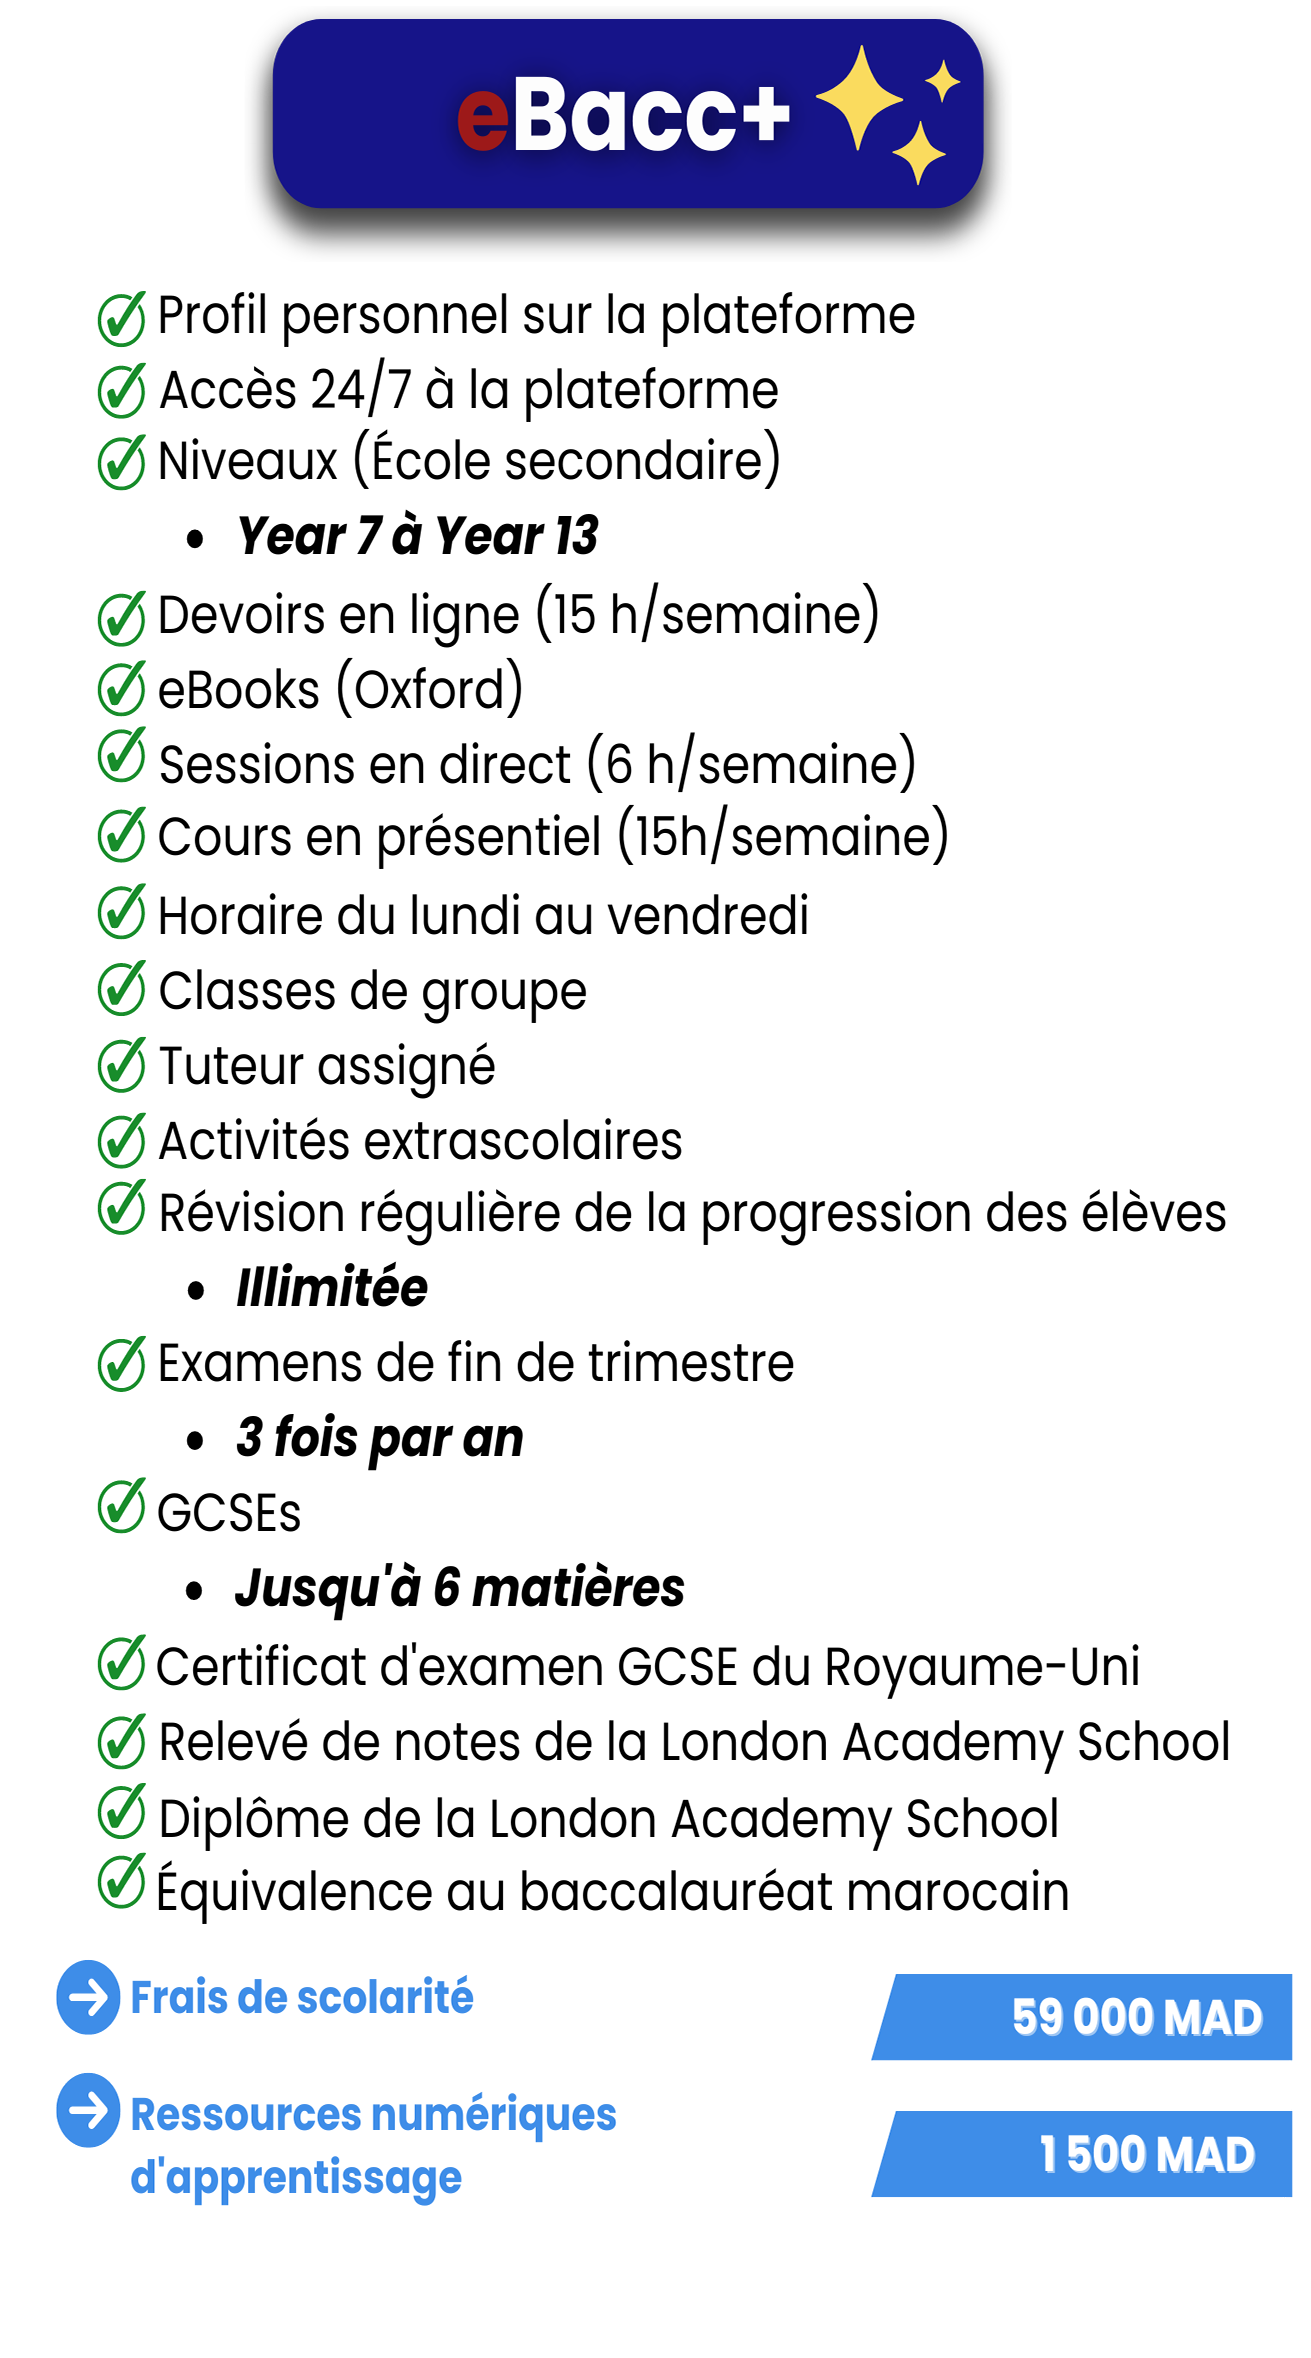 eBacc+
Profil personnel sur la plateforme
Accès 24/7 à la plateforme
Niveaux (École secondaire)
• Year 7 à Year 13
Devoirs en ligne (15 h/semaine)
eBooks (Oxford)
Sessions en direct (6 h/semaine)
Cours en présentiel (15h/semaine)
Horaire du lundi au vendredi
Classes de groupe
Tuteur assigné
Activités extrascolaires
Révision régulière de la progression des élèves
• Illimitée
Examens de fin de trimestre
• 3 fois par an
GCSEs
• Jusqu'à 6 matières
Certificat d'examen GCSE du Royaume-Uni
Relevé de notes de la London Academy School
Diplôme de la London Academy School
Équivalence au baccalauréat marocain
Frais de scolarité
59 000 MAD
Ressources numériques
d'apprentissage
1 500 MAD